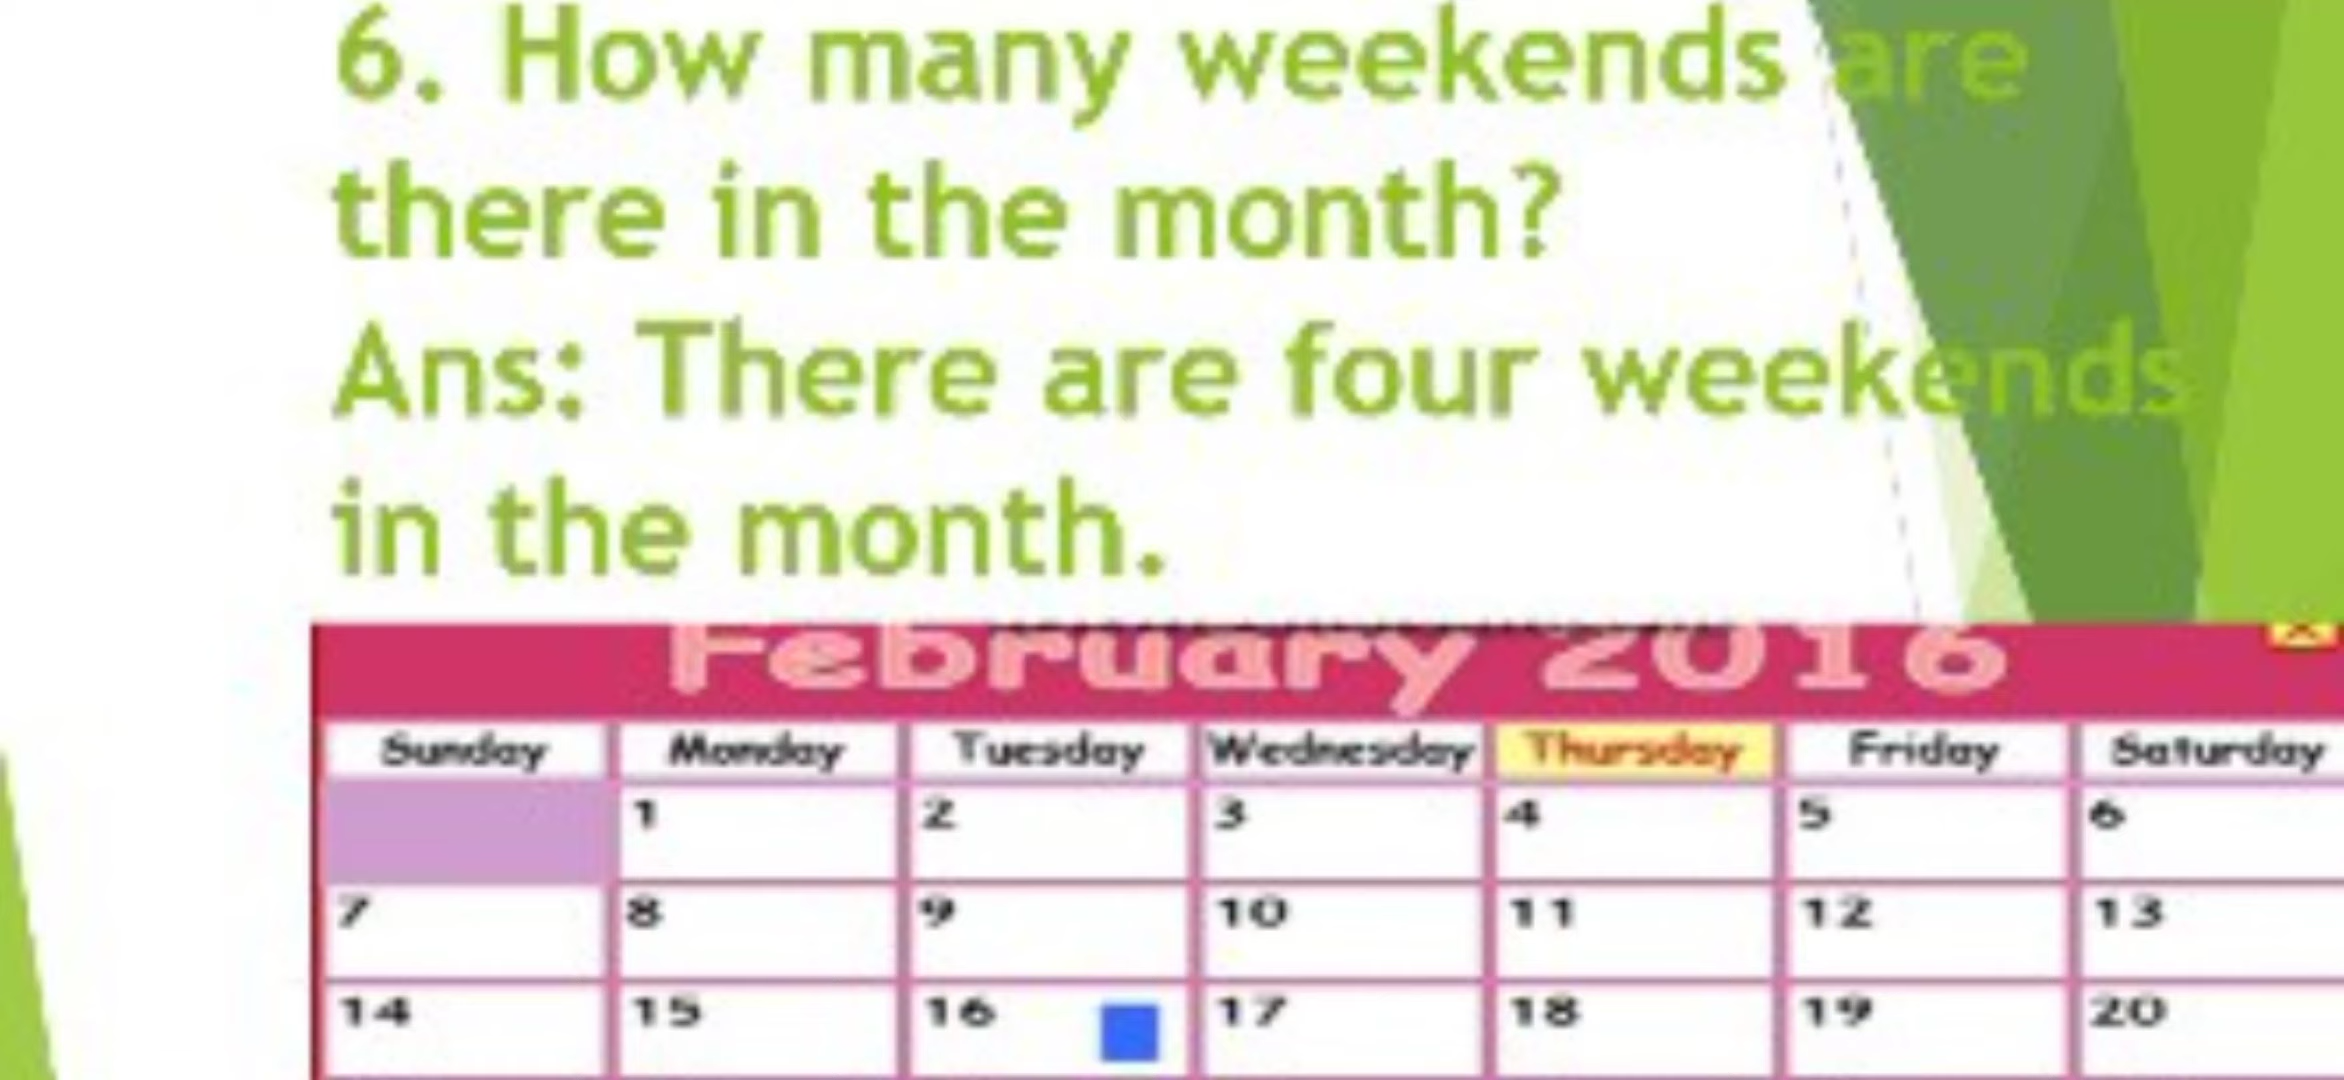 6. How many weekends are
there in the month?
Ans: There are four weekends
in the month.
February 2016
Sunday Monday Tuesday Wednesday Thursday Friday Saturday
1 2 3 4 5 6
7 8 9 10 11 12 13
14 15 16 17 18 19 20